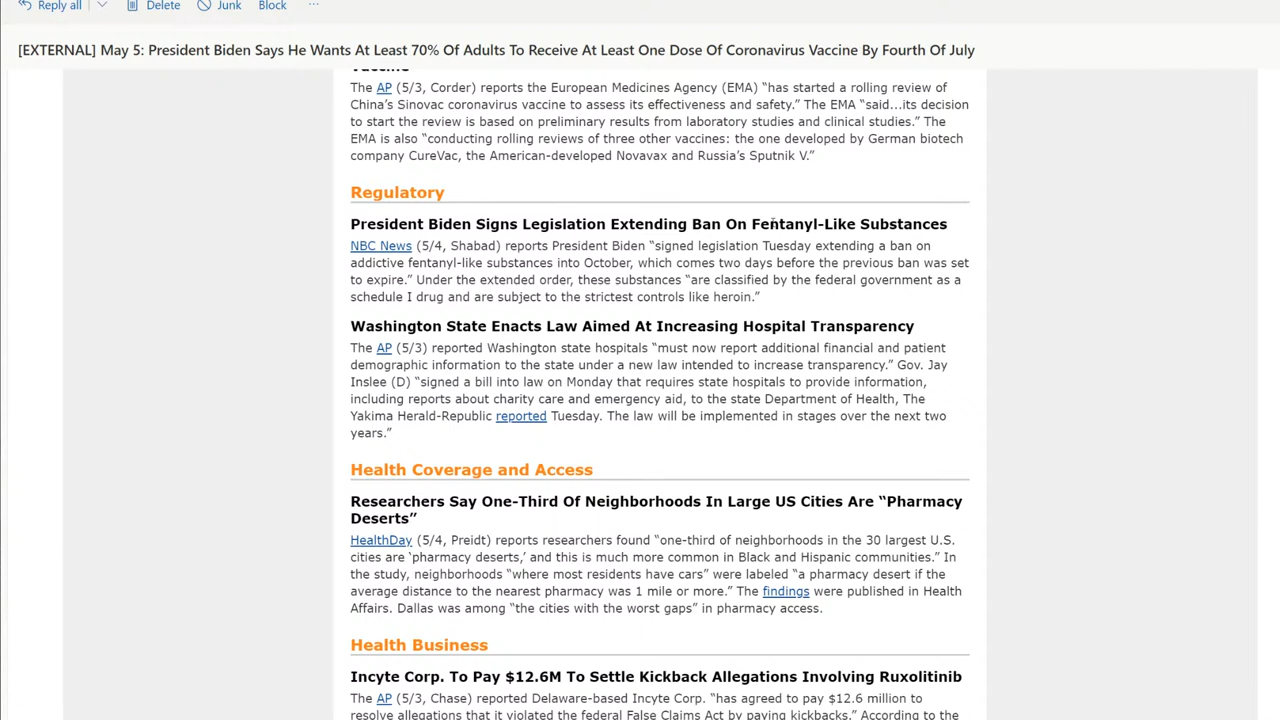 Reply all Delete Junk Block ...
[EXTERNAL] May 5: President Biden Says He Wants At Least 70% Of Adults To Receive At Least One Dose Of Coronavirus Vaccine By Fourth Of July
Vaccine
The AP (5/3, Corder) reports the European Medicines Agency (EMA) “has started a rolling review of
China’s Sinovac coronavirus vaccine to assess its effectiveness and safety.” The EMA “said...its decision
to start the review is based on preliminary results from laboratory studies and clinical studies.” The
EMA is also “conducting rolling reviews of three other vaccines: the one developed by German biotech
company CureVac, the American-developed Novavax and Russia’s Sputnik V.”
Regulatory
President Biden Signs Legislation Extending Ban On Fentanyl-Like Substances
NBC News (5/4, Shabad) reports President Biden “signed legislation Tuesday extending a ban on
addictive fentanyl-like substances into October, which comes two days before the previous ban was set
to expire.” Under the extended order, these substances “are classified by the federal government as a
schedule I drug and are subject to the strictest controls like heroin.”
Washington State Enacts Law Aimed At Increasing Hospital Transparency
The AP (5/3) reported Washington state hospitals “must now report additional financial and patient
demographic information to the state under a new law intended to increase transparency.” Gov. Jay
Inslee (D) “signed a bill into law on Monday that requires state hospitals to provide information,
including reports about charity care and emergency aid, to the state Department of Health, The
Yakima Herald-Republic reported Tuesday. The law will be implemented in stages over the next two
years.”
Health Coverage and Access
Researchers Say One-Third Of Neighborhoods In Large US Cities Are “Pharmacy
Deserts”
HealthDay (5/4, Preidt) reports researchers found “one-third of neighborhoods in the 30 largest U.S.
cities are ‘pharmacy deserts,’ and this is much more common in Black and Hispanic communities.” In
the study, neighborhoods “where most residents have cars” were labeled “a pharmacy desert if the
average distance to the nearest pharmacy was 1 mile or more.” The findings were published in Health
Affairs. Dallas was among “the cities with the worst gaps” in pharmacy access.
Health Business
Incyte Corp. To Pay $12.6M To Settle Kickback Allegations Involving Ruxolitinib
The AP (5/3, Chase) reported Delaware-based Incyte Corp. “has agreed to pay $12.6 million to
resolve allegations that it violated the federal False Claims Act by paying kickbacks.” According to the